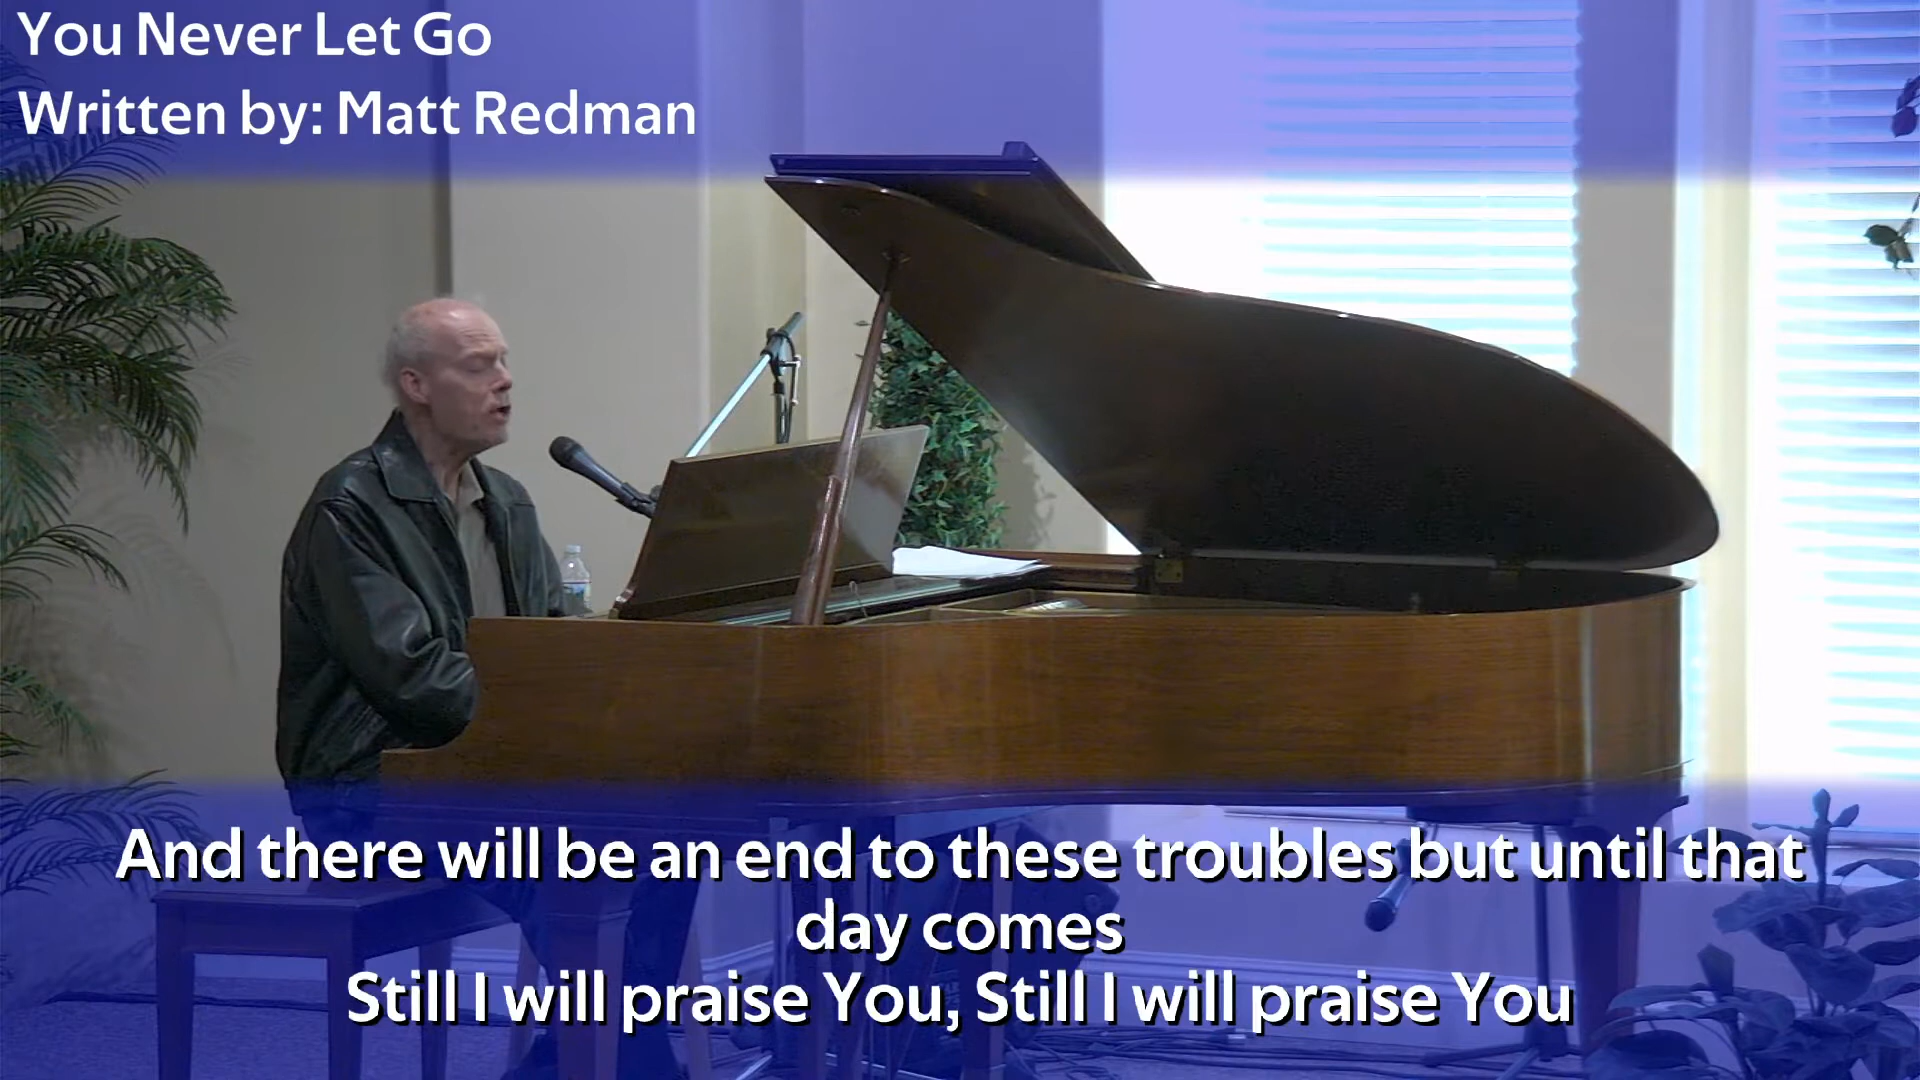 You Never Let Go
Written by: Matt Redman
And there will be an end to these troubles but until that
day comes
Still I will praise You, Still I will praise You